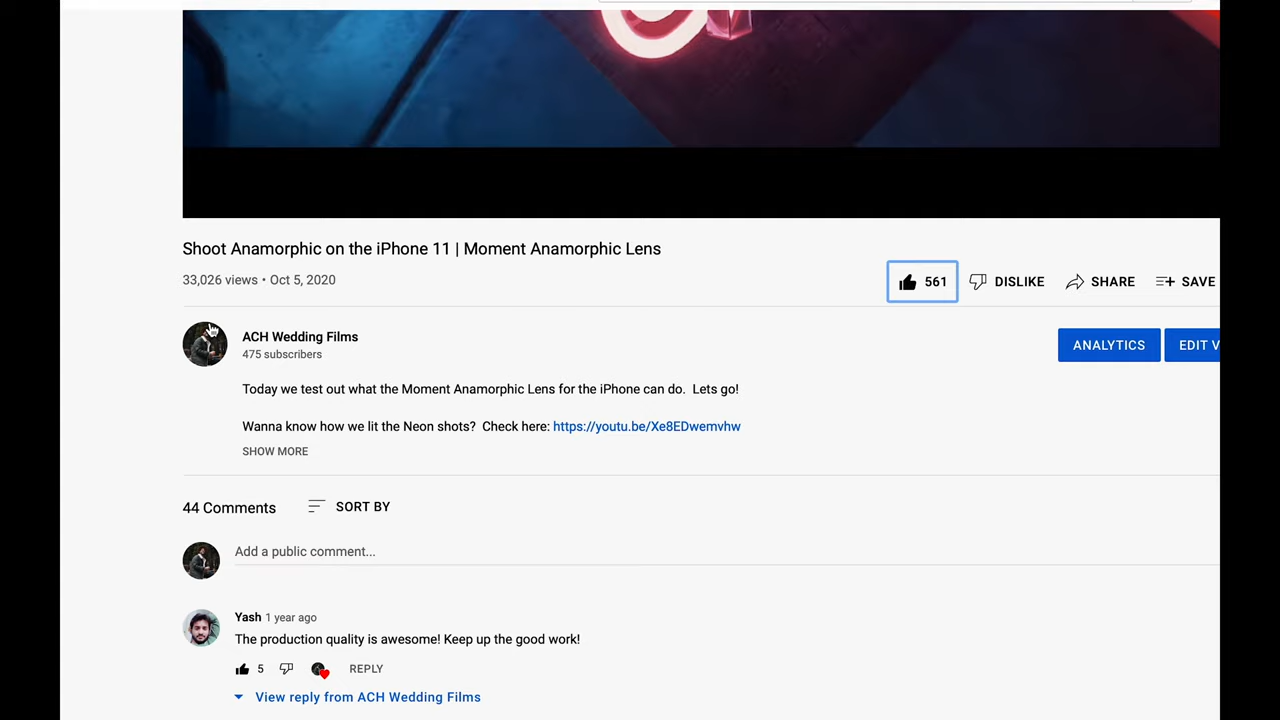 Shoot Anamorphic on the iPhone 11 | Moment Anamorphic Lens
33,026 views • Oct 5, 2020
561 DISLIKE SHARE SAVE
ACH Wedding Films
475 subscribers
ANALYTICS EDIT V
Today we test out what the Moment Anamorphic Lens for the iPhone can do. Lets go!
Wanna know how we lit the Neon shots? Check here: https://youtu.be/Xe8EDwemvhw
SHOW MORE
44 Comments SORT BY
Add a public comment...
Yash 1 year ago
The production quality is awesome! Keep up the good work!
5 REPLY
View reply from ACH Wedding Films